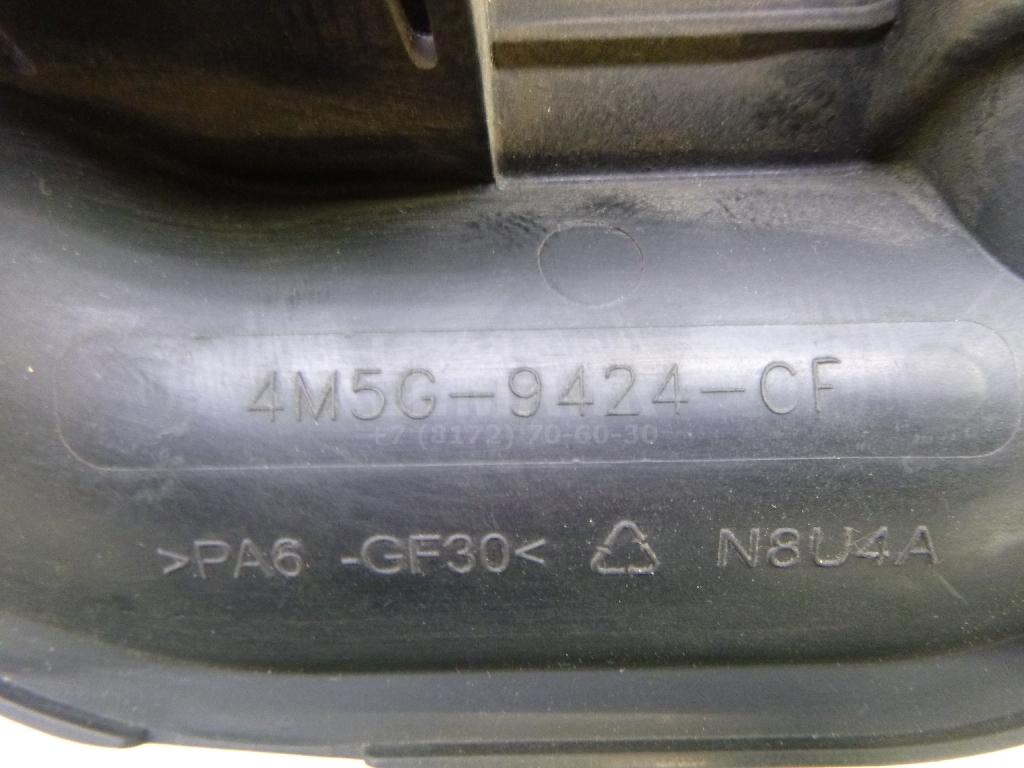 4M5G-9424-CF
+7 (8172) 70-60-30
>PA6 -GF30< N8U4A